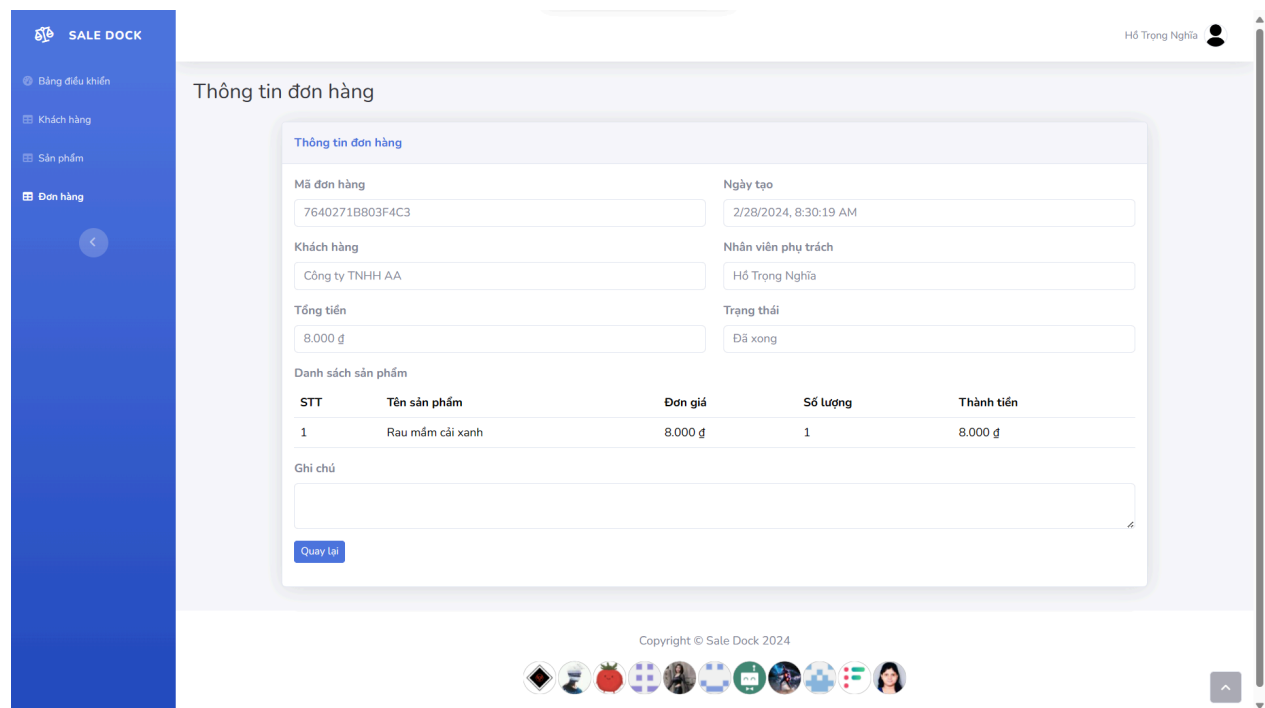 SALE DOCK
Hồ Trọng Nghĩa
Bảng điều khiển
Khách hàng
Sản phẩm
Đơn hàng
Thông tin đơn hàng
Thông tin đơn hàng
Mã đơn hàng
Ngày tạo
7640271B803F4C3
2/28/2024, 8:30:19 AM
Khách hàng
Nhân viên phụ trách
Công ty TNHH AA
Hồ Trọng Nghĩa
Tổng tiền
Trạng thái
8.000 ₫
Đã xong
Danh sách sản phẩm
STT Tên sản phẩm Đơn giá Số lượng Thành tiền
1 Rau mầm cải xanh 8.000 ₫ 1 8.000 ₫
Ghi chú
Quay lại
Copyright © Sale Dock 2024